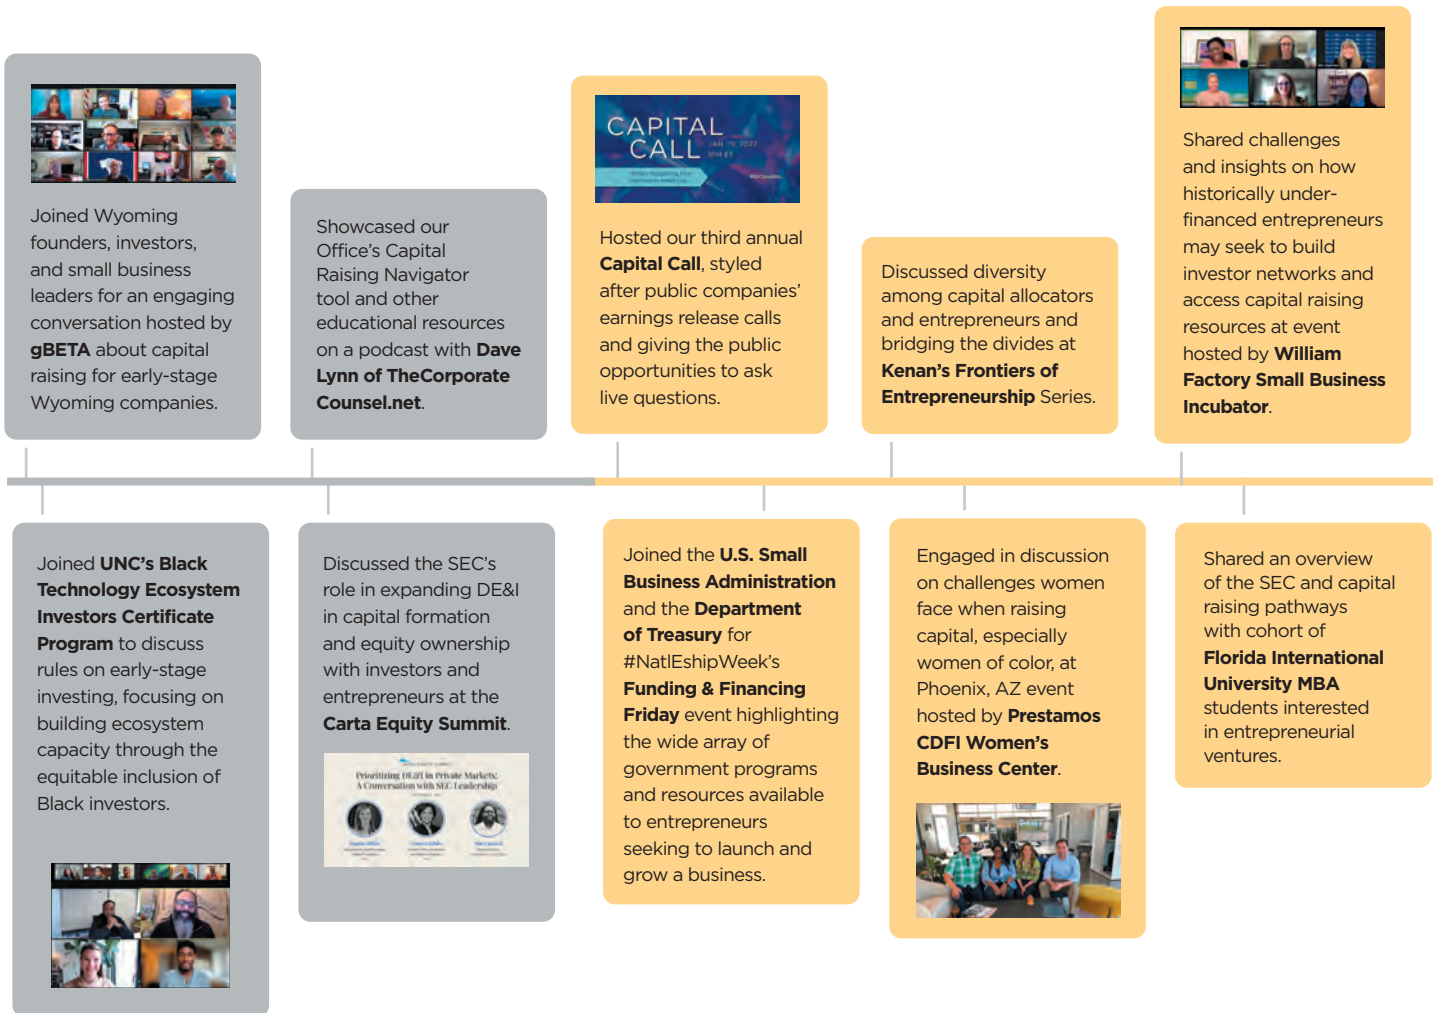 Joined Wyoming
founders, investors,
and small business
leaders for an engaging
conversation hosted by
gBETA about capital
raising for early-stage
Wyoming companies.
Joined UNC’s Black
Technology Ecosystem
Investors Certificate
Program to discuss
rules on early-stage
investing, focusing on
building ecosystem
capacity through the
equitable inclusion of
Black investors.
Showcased our
Office’s Capital
Raising Navigator
tool and other
educational resources
on a podcast with Dave
Lynn of TheCorporate
Counsel.net.
Discussed the SEC’s
role in expanding DE&I
in capital formation
and equity ownership
with investors and
entrepreneurs at the
Carta Equity Summit.
Prioritizing DE&I in Private Markets:
A Conversation with SEC Leadership
CAPITAL
CALL
1PM ET
Hosted our third annual
Capital Call, styled
after public companies’
earnings release calls
and giving the public
opportunities to ask
live questions.
Joined the U.S. Small
Business Administration
and the Department
of Treasury for
#NatlEshipWeek’s
Funding & Financing
Friday event highlighting
the wide array of
government programs
and resources available
to entrepreneurs
seeking to launch and
grow a business.
Discussed diversity
among capital allocators
and entrepreneurs and
bridging the divides at
Kenan’s Frontiers of
Entrepreneurship Series.
Engaged in discussion
on challenges women
face when raising
capital, especially
women of color, at
Phoenix, AZ event
hosted by Prestamos
CDFI Women’s
Business Center.
Shared challenges
and insights on how
historically under-
financed entrepreneurs
may seek to build
investor networks and
access capital raising
resources at event
hosted by William
Factory Small Business
Incubator.
Shared an overview
of the SEC and capital
raising pathways
with cohort of
Florida International
University MBA
students interested
in entrepreneurial
ventures.